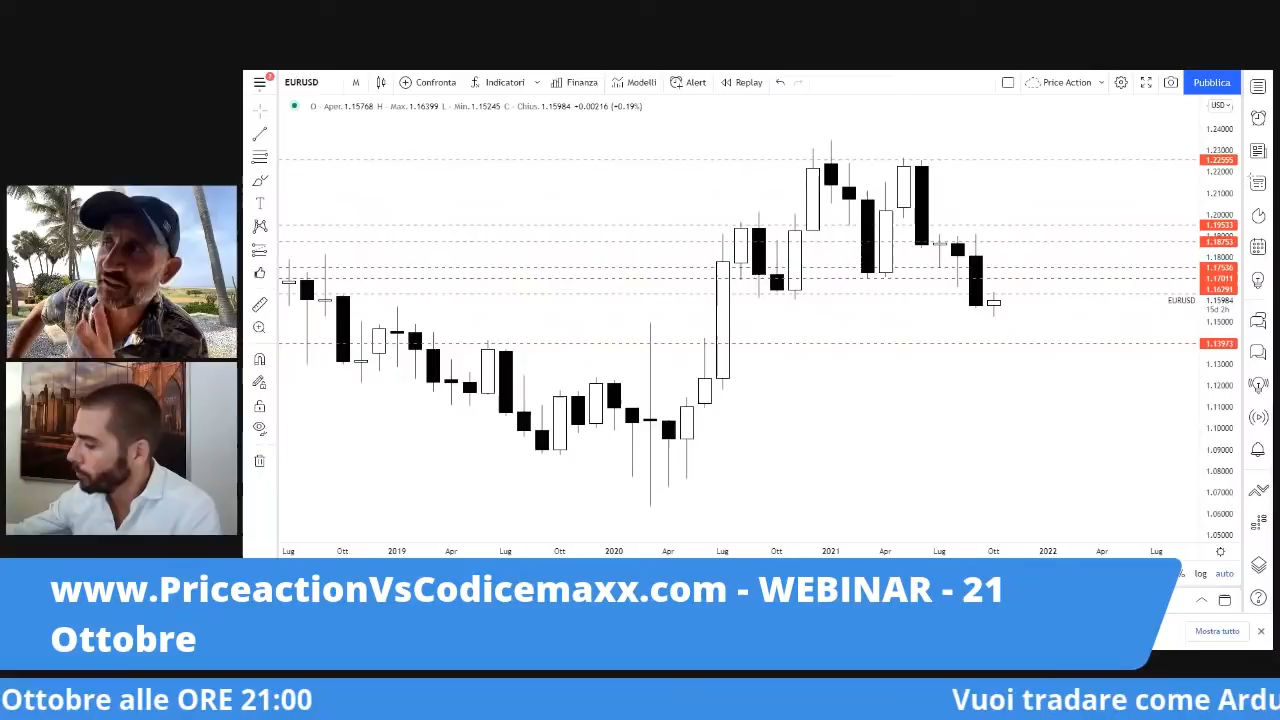 EURUSD M Confronta Indicatori Finanza Modelli Alert Replay Price Action Pubblica
O - Aper. 1.15768 H - Max. 1.16399 L - Min. 1.15245 C - Chius. 1.15984 +0.00216 (+0.19%)
USD
1.24000
1.23000
1.22555
1.22000
1.21000
1.20000
1.19533
1.18753
1.18000
1.17536
1.17011
1.16291
EURUSD 1.15984
15d 2h
1.15000
1.13973
1.13000
1.12000
1.11000
1.10000
1.09000
1.08000
1.07000
1.06000
1.05000
Lug Ott 2019 Apr Lug Ott 2020 Apr Lug Ott 2021 Apr Lug Ott 2022 Apr Lug
% log auto
www.PriceactionVsCodicemaxx.com - WEBINAR - 21
Ottobre
Mostra tutto
Ottobre alle ORE 21:00 Vuoi tradare come Ardu